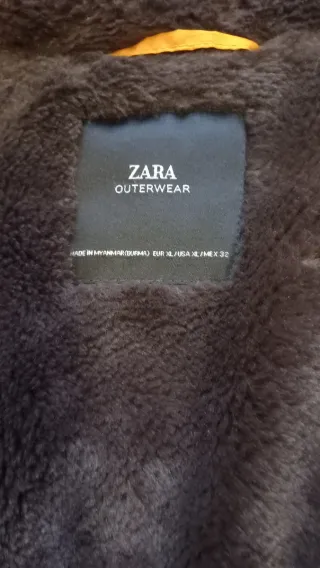 ZARA
OUTERWEAR
MADE IN MYANMAR(BURMA) EUR XL/USA XL/MEX 32